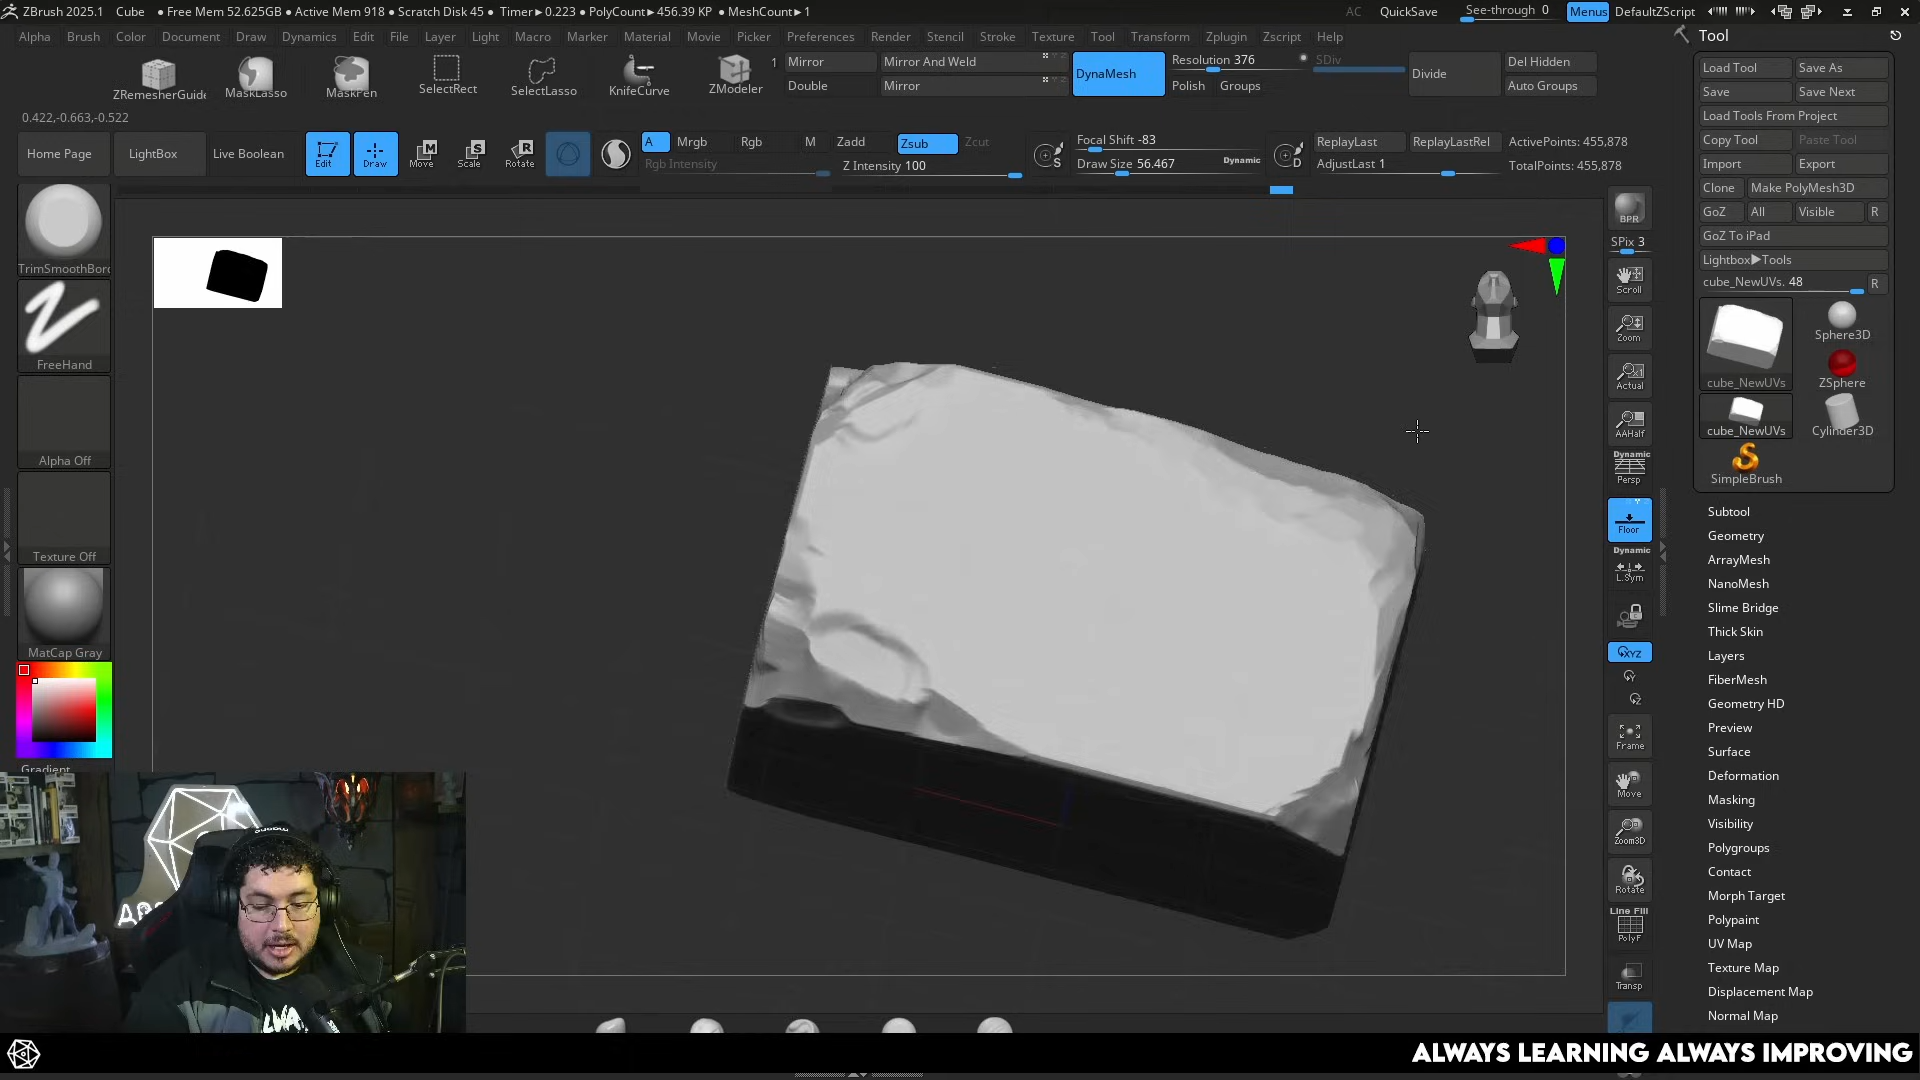 ZBrush 2025.1 Cube ● Free Mem 52.625GB ● Active Mem 918 ● Scratch Disk 45 ● Timer►0.223 ● PolyCount►456.39 KP ● MeshCount►1
AC QuickSave See-through 0 Menus DefaultZScript
Alpha Brush Color Document Draw Dynamics Edit File Layer Light Macro Marker Material Movie Picker Preferences Render Stencil Stroke Texture Tool Transform Zplugin Zscript Help
Tool
ZRemesherGuide MaskLasso MaskPen SelectRect SelectLasso KnifeCurve ZModeler 1
Mirror Mirror And Weld
Double Mirror
DynaMesh
Resolution 376 SDiv
Polish Groups
Divide
Del Hidden
Auto Groups
0.422,-0.663,-0.522
Home Page LightBox Live Boolean
Edit Draw Move Scale Rotate
A Mrgb Rgb M Zadd Zsub Zcut
Rgb Intensity Z Intensity 100
Focal Shift -83
Draw Size 56.467 Dynamic
S D
ReplayLast ReplayLastRel ActivePoints: 455,878
AdjustLast 1 TotalPoints: 455,878
TrimSmoothBorc
FreeHand
Alpha Off
Texture Off
MatCap Gray
Gradient
BPR
SPix 3
Scroll
Zoom
Actual
AAHalf
Dynamic
Persp
Floor
Dynamic
L.Sym
XYZ
Frame
Move
Zoom3D
Rotate
Line Fill
PolyF
Transp
Load Tool Save As
Save Save Next
Load Tools From Project
Copy Tool Paste Tool
Import Export
Clone Make PolyMesh3D
GoZ All Visible R
GoZ To iPad
Lightbox►Tools
cube_NewUVs. 48 R
cube_NewUVs Sphere3D
ZSphere
cube_NewUVs Cylinder3D
SimpleBrush
Subtool
Geometry
ArrayMesh
NanoMesh
Slime Bridge
Thick Skin
Layers
FiberMesh
Geometry HD
Preview
Surface
Deformation
Masking
Visibility
Polygroups
Contact
Morph Target
Polypaint
UV Map
Texture Map
Displacement Map
Normal Map
ALWAYS LEARNING ALWAYS IMPROVING